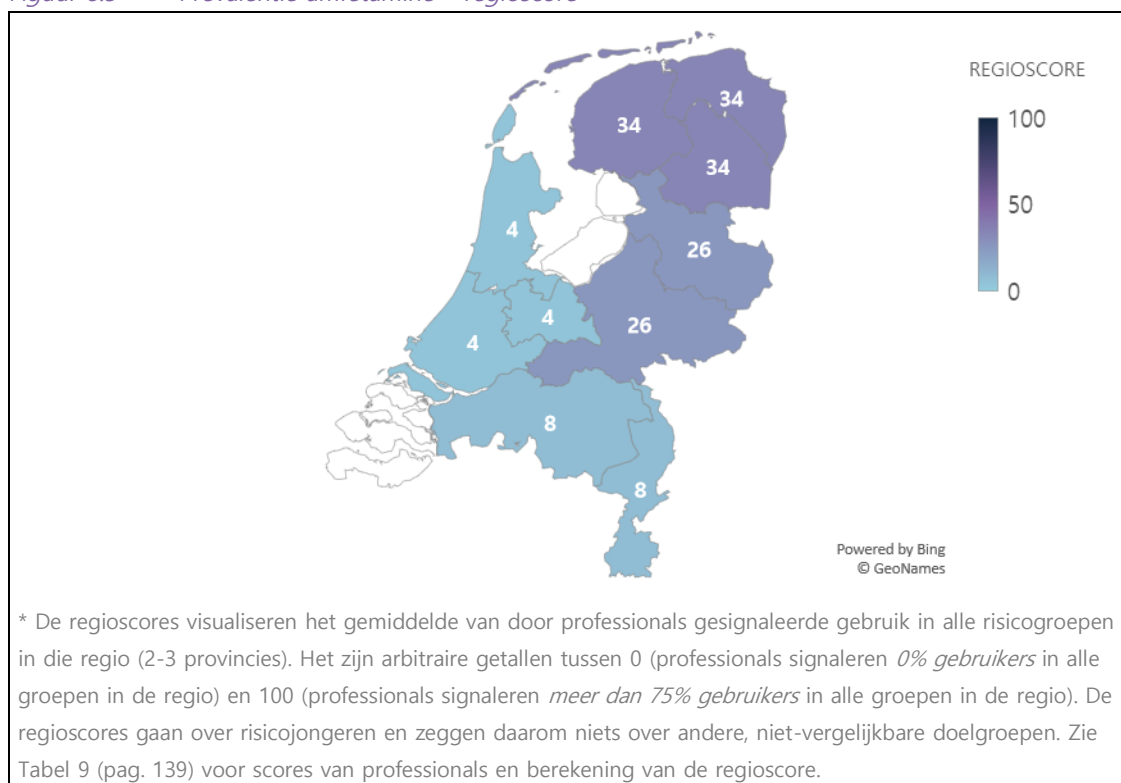 REGIOSCORE
100
50
0
34
34
34
26
26
4
4
4
8
8
Powered by Bing
© GeoNames
* De regioscores visualiseren het gemiddelde van door professionals gesignaleerde gebruik in alle risicogroepen
in die regio (2-3 provincies). Het zijn arbitraire getallen tussen 0 (professionals signaleren 0% gebruikers in alle
groepen in de regio) en 100 (professionals signaleren meer dan 75% gebruikers in alle groepen in de regio). De
regioscores gaan over risicojongeren en zeggen daarom niets over andere, niet-vergelijkbare doelgroepen. Zie
Tabel 9 (pag. 139) voor scores van professionals en berekening van de regioscore.